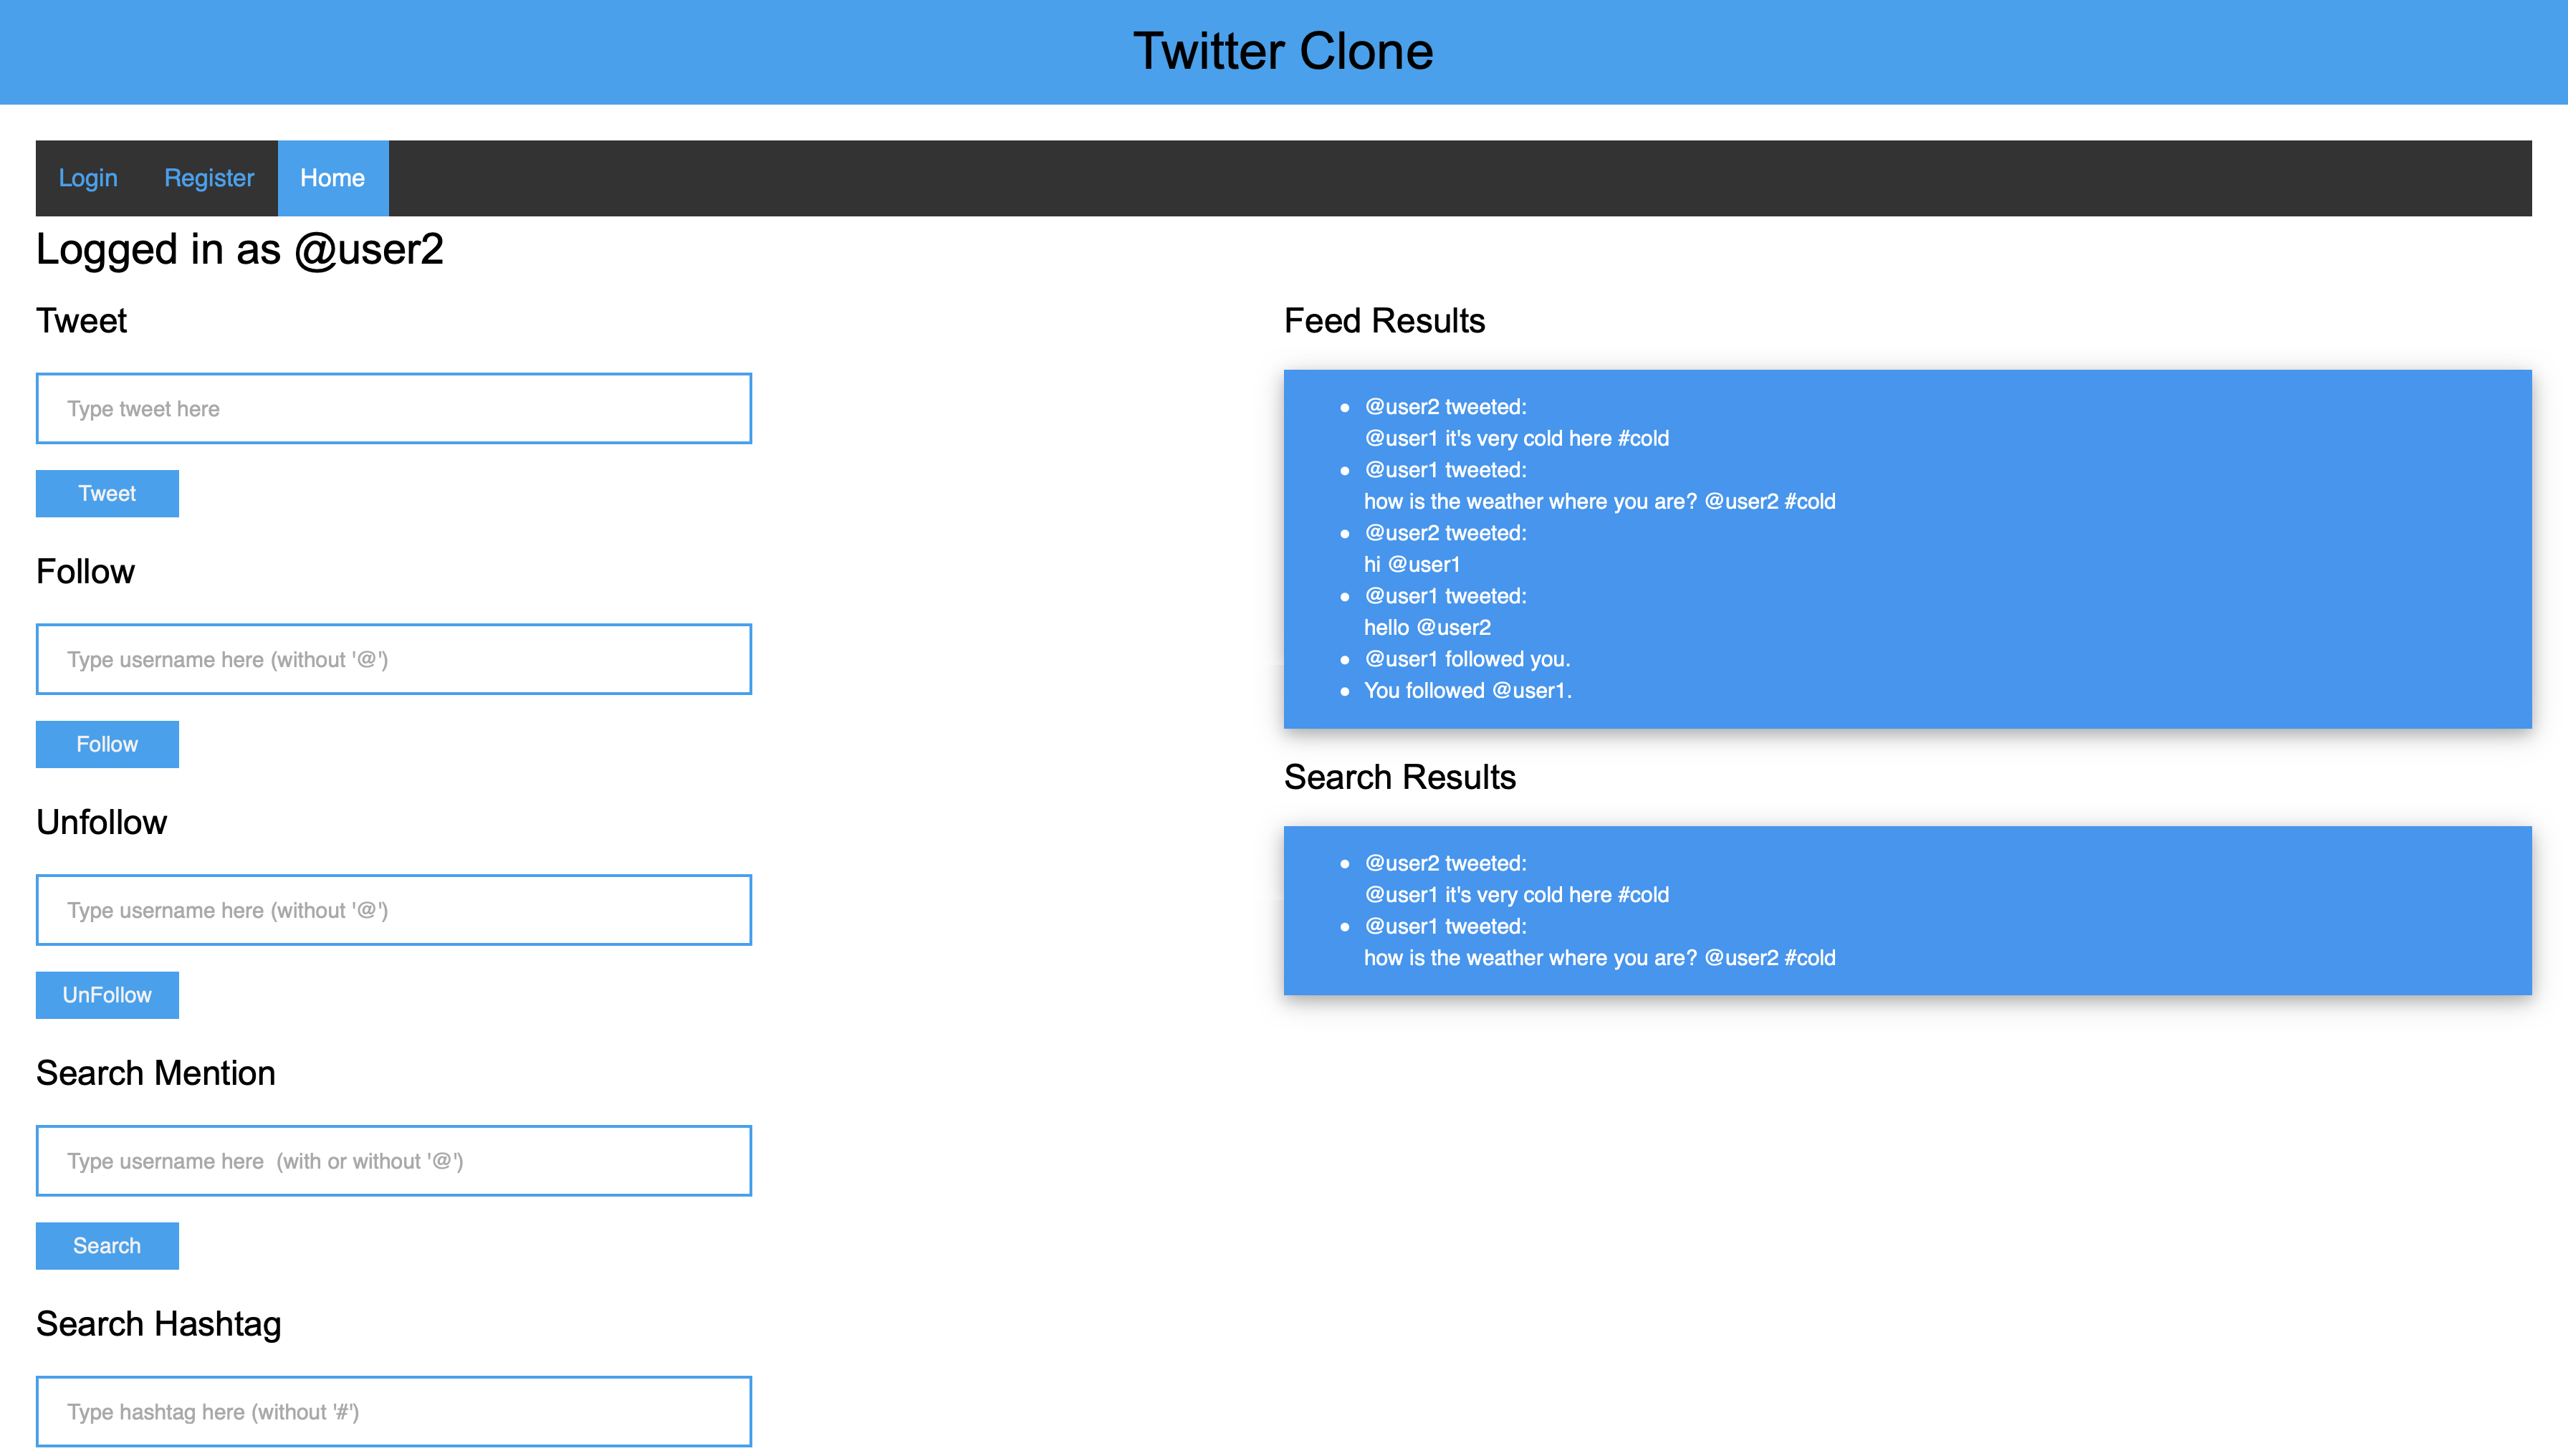 Twitter Clone
Login Register Home
Logged in as @user2
Tweet
Type tweet here
Tweet
Follow
Type username here (without '@')
Follow
Unfollow
Type username here (without '@')
UnFollow
Search Mention
Type username here  (with or without '@')
Search
Search Hashtag
Type hashtag here (without '#')
Feed Results
@user2 tweeted:
@user1 it's very cold here #cold
@user1 tweeted:
how is the weather where you are? @user2 #cold
@user2 tweeted:
hi @user1
@user1 tweeted:
hello @user2
@user1 followed you.
You followed @user1.
Search Results
@user2 tweeted:
@user1 it's very cold here #cold
@user1 tweeted:
how is the weather where you are? @user2 #cold